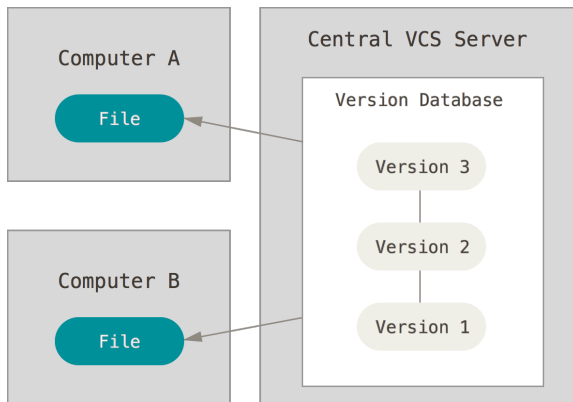 Computer A
File
Computer B
File
Central VCS Server
Version Database
Version 3
Version 2
Version 1